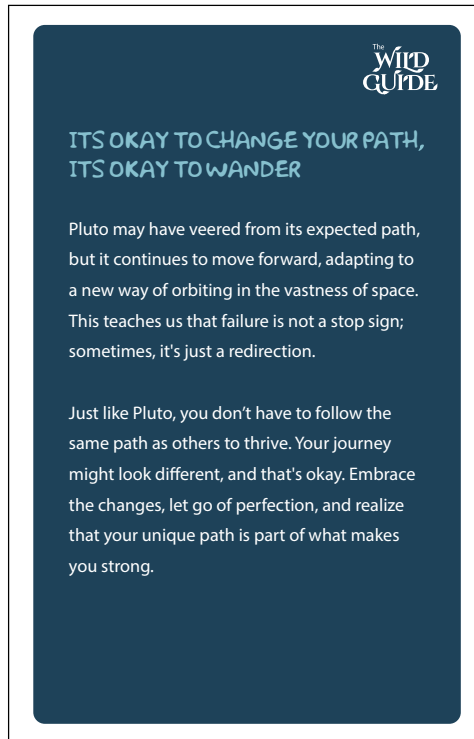 The
WILD
GUIDE
ITS OKAY TO CHANGE YOUR PATH,
ITS OKAY TO WANDER
Pluto may have veered from its expected path,
but it continues to move forward, adapting to
a new way of orbiting in the vastness of space.
This teaches us that failure is not a stop sign;
sometimes, it's just a redirection.
Just like Pluto, you don’t have to follow the
same path as others to thrive. Your journey
might look different, and that's okay. Embrace
the changes, let go of perfection, and realize
that your unique path is part of what makes
you strong.